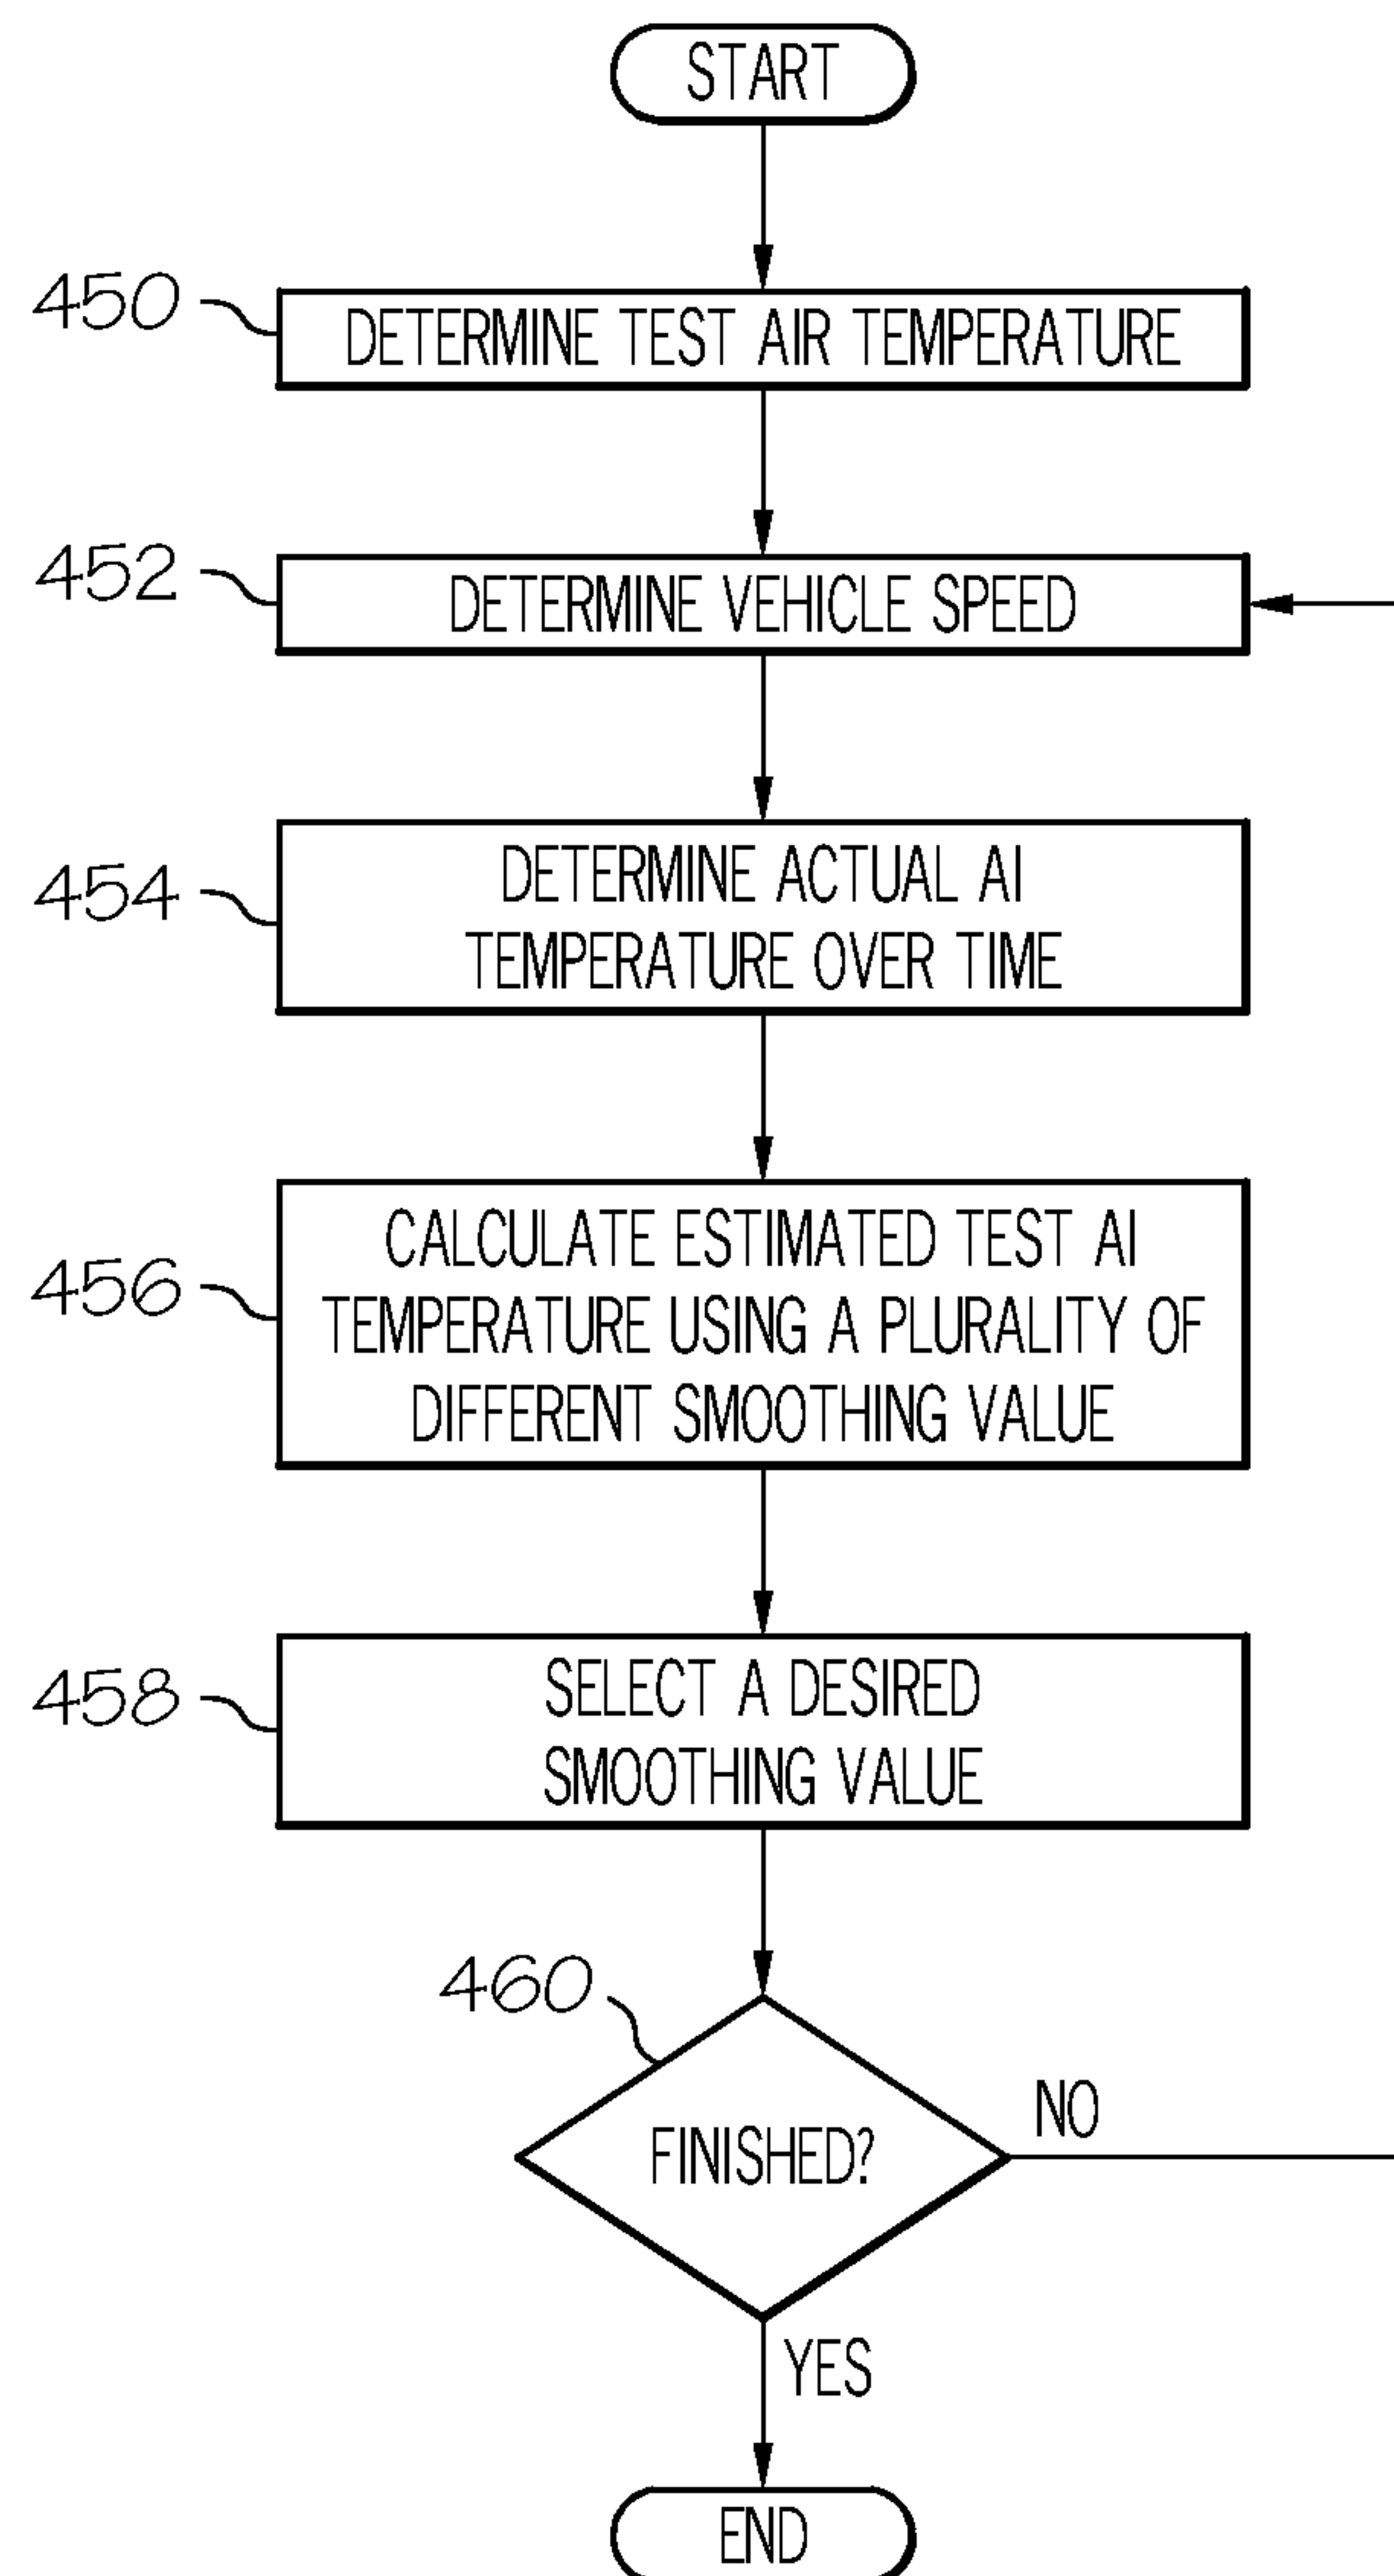 START
450
DETERMINE TEST AIR TEMPERATURE
452
DETERMINE VEHICLE SPEED
454
DETERMINE ACTUAL AI
TEMPERATURE OVER TIME
456
CALCULATE ESTIMATED TEST AI
TEMPERATURE USING A PLURALITY OF
DIFFERENT SMOOTHING VALUE
458
SELECT A DESIRED
SMOOTHING VALUE
460
FINISHED?
NO
YES
END